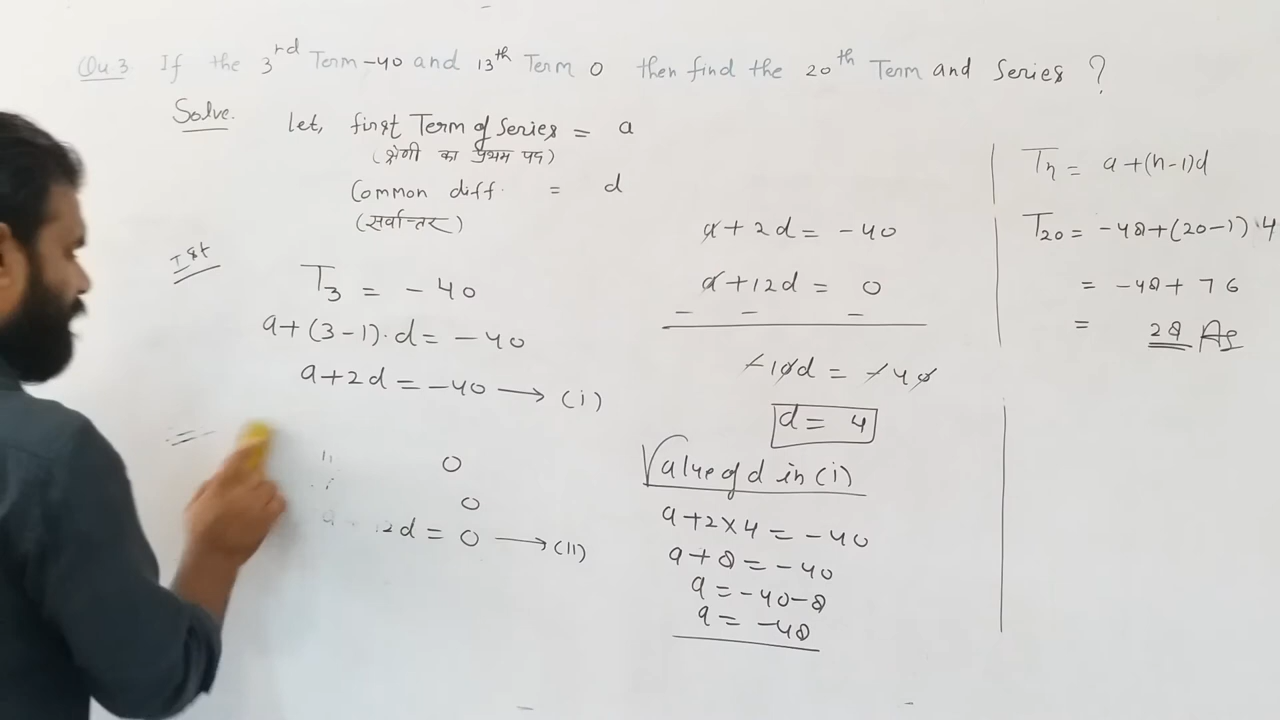 Qu 3 If the 3rd Term -40 and 13th Term 0 then find the 20th Term and Series ?
Solve.
let, first Term of Series = a
(श्रेणी का प्रथम पद)
Common diff. = d
(सर्वान्तर)
Ist
T3 = -40
a+(3-1).d = -40
a+2d = -40 → (i)
=
0
0
2d = 0 → (ii)
a + 2d = -40
a + 12d = 0
- - -
-10d = -40
d = 4
Value of d in (i)
a+2×4 = -40
a+8 = -40
a = -40-8
a = -48
Tn = a+(n-1)d
T20 = -48+(20-1)·4
= -48+76
= 28 As